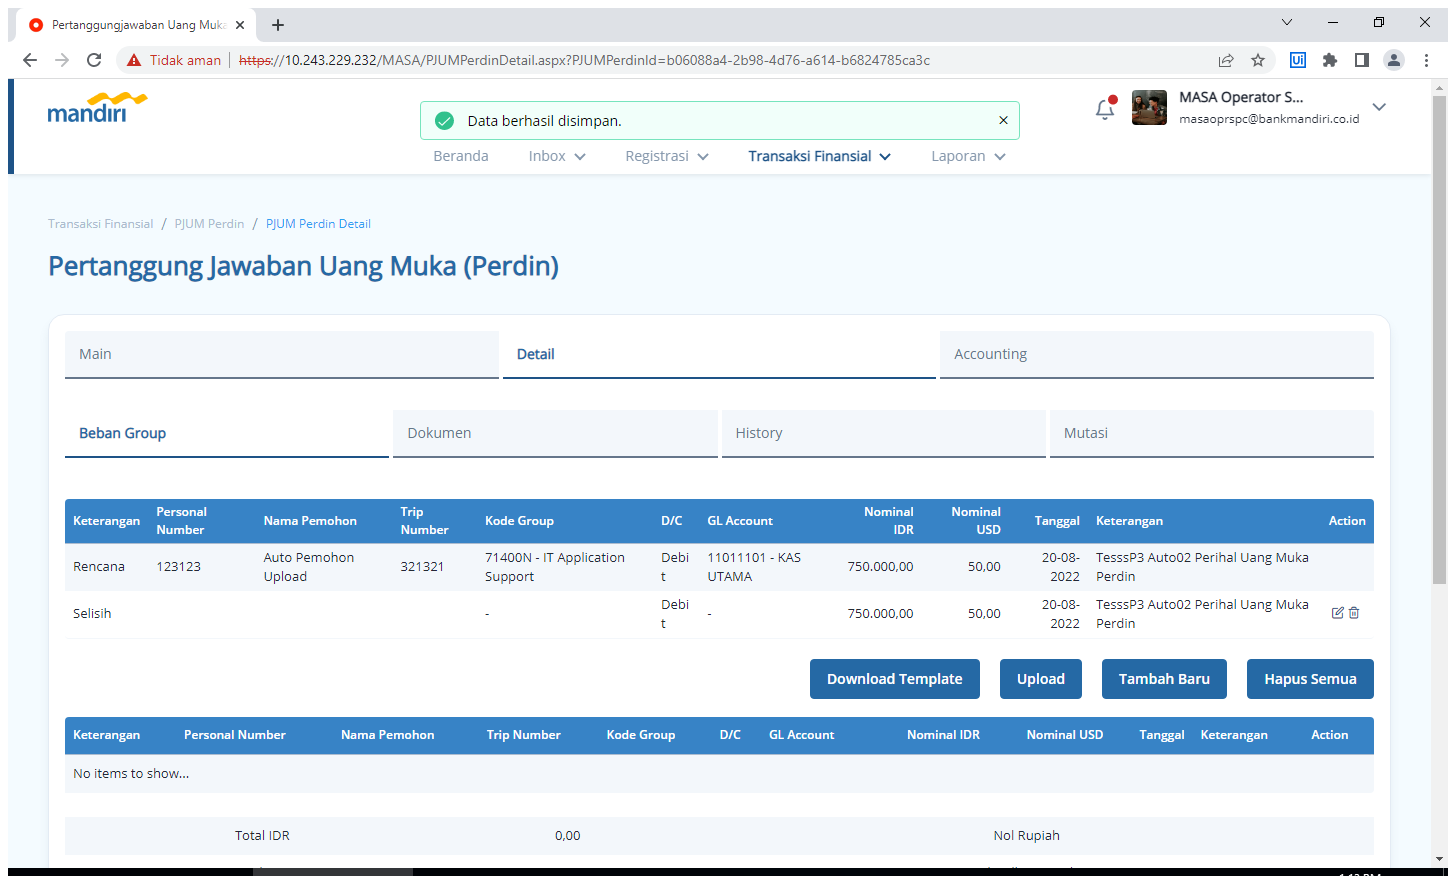 Pertanggungjawaban Uang Muka
Tidak aman
https://10.243.229.232/MASA/PJUMPerdinDetail.aspx?PJUMPerdinId=b06088a4-2b98-4d76-a614-b6824785ca3c
mandiri
Data berhasil disimpan.
MASA Operator S...
masaoprspc@bankmandiri.co.id
Beranda Inbox Registrasi Transaksi Finansial Laporan
Transaksi Finansial / PJUM Perdin / PJUM Perdin Detail
Pertanggung Jawaban Uang Muka (Perdin)
Main Detail Accounting
Beban Group Dokumen History Mutasi
Keterangan Personal Number Nama Pemohon Trip Number Kode Group D/C GL Account Nominal IDR Nominal USD Tanggal Keterangan Action
Rencana 123123 Auto Pemohon Upload 321321 71400N - IT Application Support Debit 11011101 - KAS UTAMA 750.000,00 50,00 20-08-2022 TesssP3 Auto02 Perihal Uang Muka Perdin
Selisih - Debit - 750.000,00 50,00 20-08-2022 TesssP3 Auto02 Perihal Uang Muka Perdin
Download Template Upload Tambah Baru Hapus Semua
Keterangan Personal Number Nama Pemohon Trip Number Kode Group D/C GL Account Nominal IDR Nominal USD Tanggal Keterangan Action
No items to show...
Total IDR 0,00 Nol Rupiah